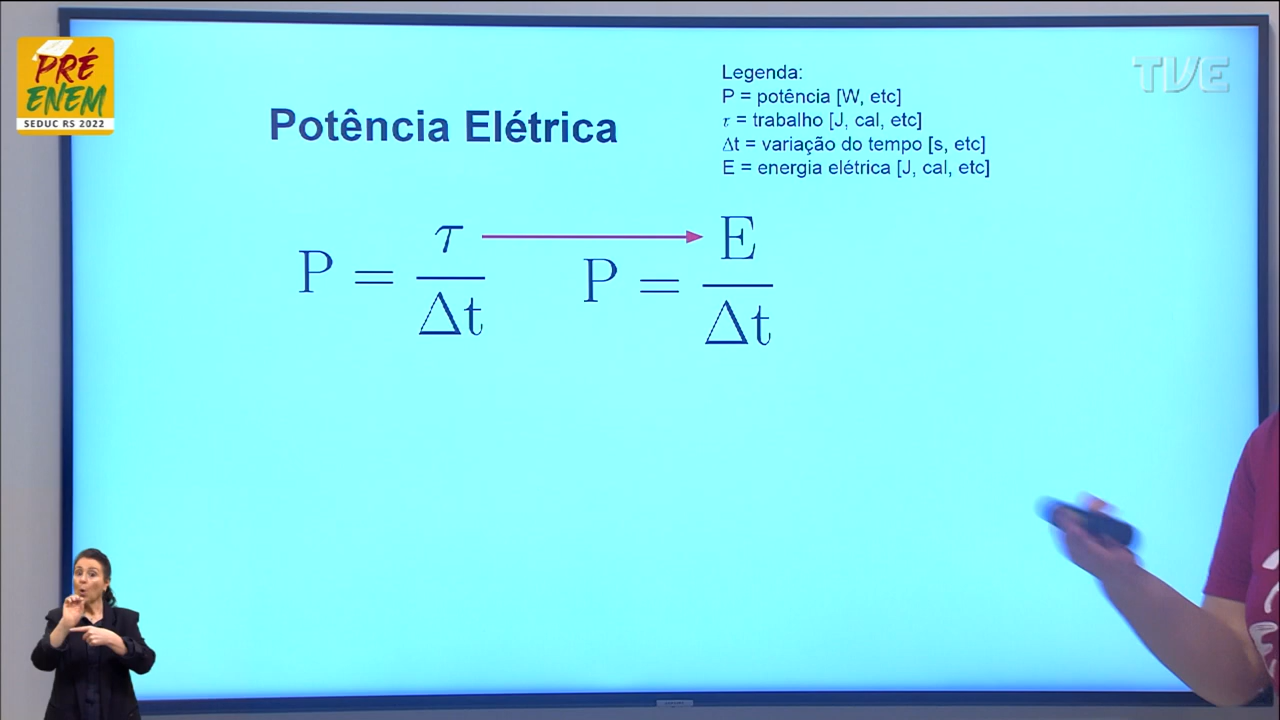 PRÉ
ENEM
SEDUC RS 2022
TVE
Legenda:
P = potência [W, etc]
τ = trabalho [J, cal, etc]
Δt = variação do tempo [s, etc]
E = energia elétrica [J, cal, etc]
Potência Elétrica
P = τ / Δt
P = E / Δt